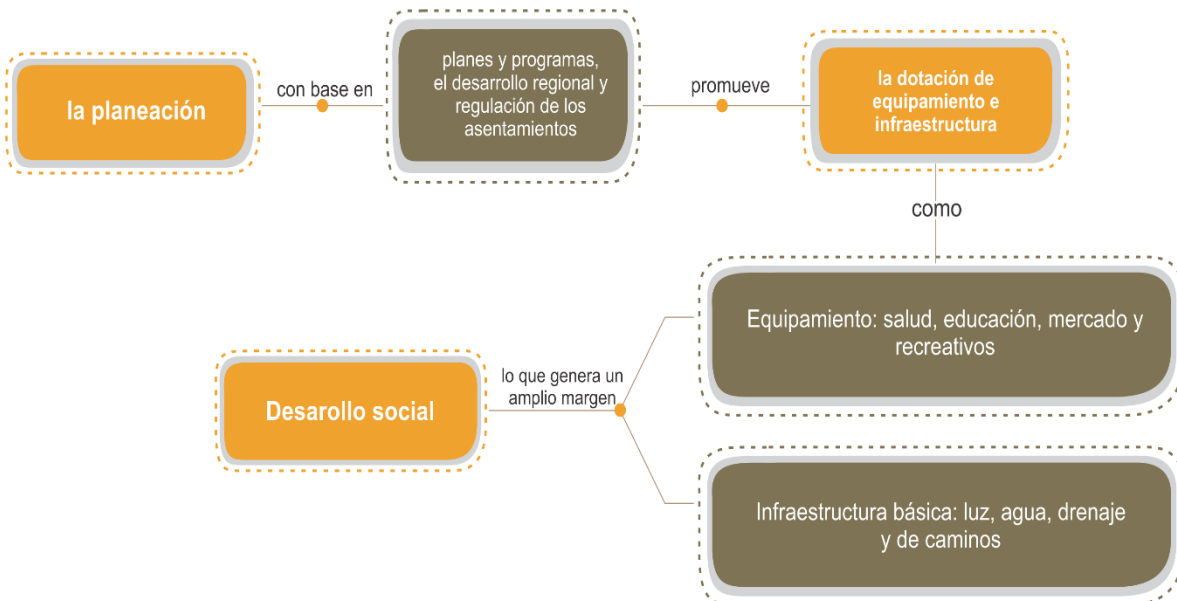 la planeación
con base en
planes y programas,
el desarrollo regional y
regulación de los
asentamientos
promueve
la dotación de
equipamiento e
infraestructura
como
Equipamiento: salud, educación, mercado y
recreativos
lo que genera un
amplio margen
Desarollo social
Infraestructura básica: luz, agua, drenaje
y de caminos